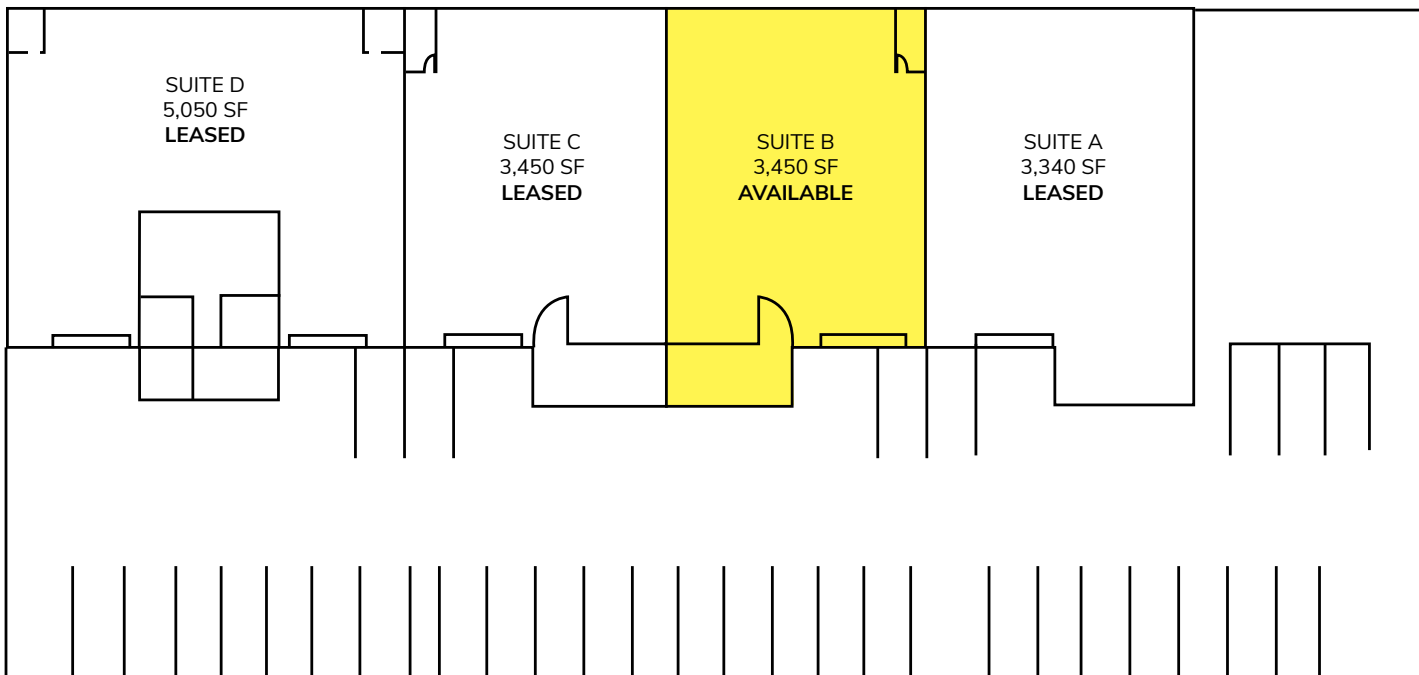 SUITE D
5,050 SF
LEASED
SUITE C
3,450 SF
LEASED
SUITE B
3,450 SF
AVAILABLE
SUITE A
3,340 SF
LEASED